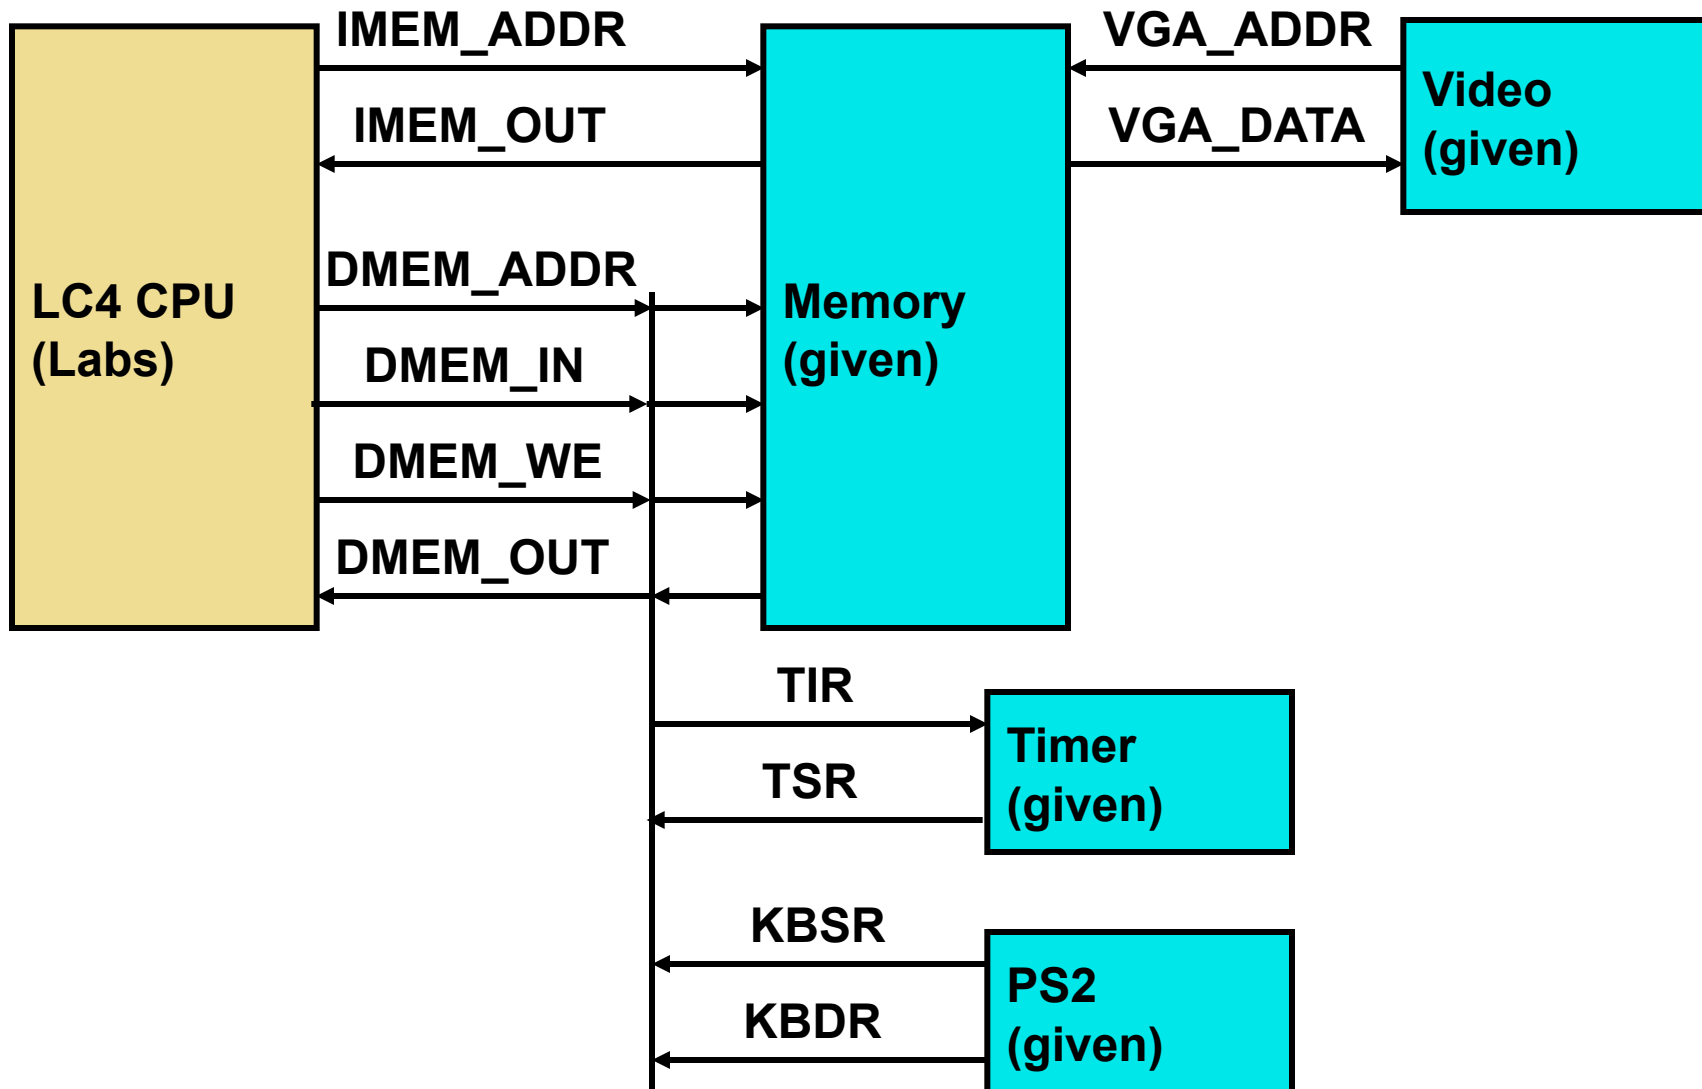 IMEM_ADDR
VGA_ADDR
IMEM_OUT
VGA_DATA
Video
(given)
DMEM_ADDR
LC4 CPU
(Labs)
Memory
(given)
DMEM_IN
DMEM_WE
DMEM_OUT
TIR
Timer
(given)
TSR
KBSR
PS2
(given)
KBDR